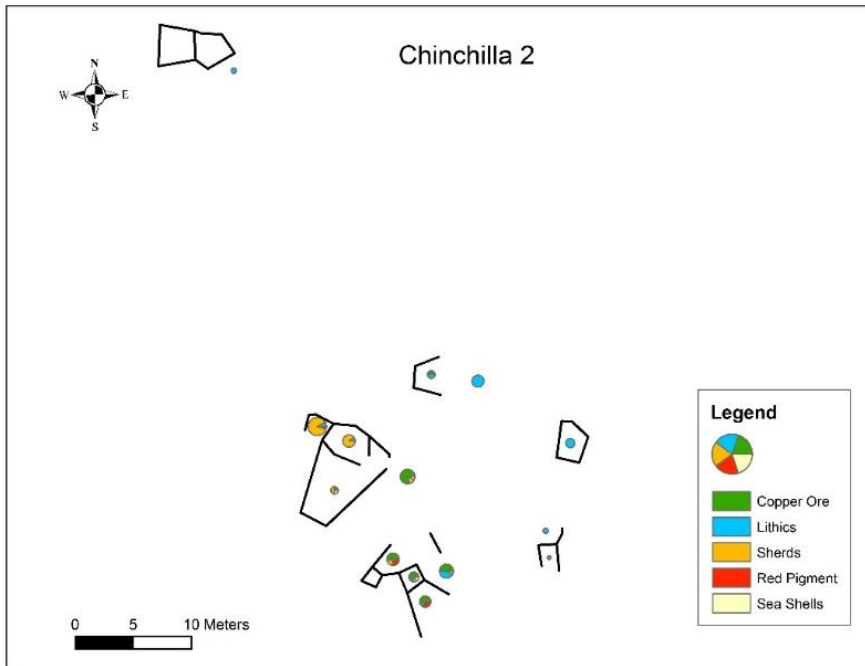 Chinchilla 2
N
W E
S
Legend
Copper Ore
Lithics
Sherds
Red Pigment
Sea Shells
0 5 10 Meters